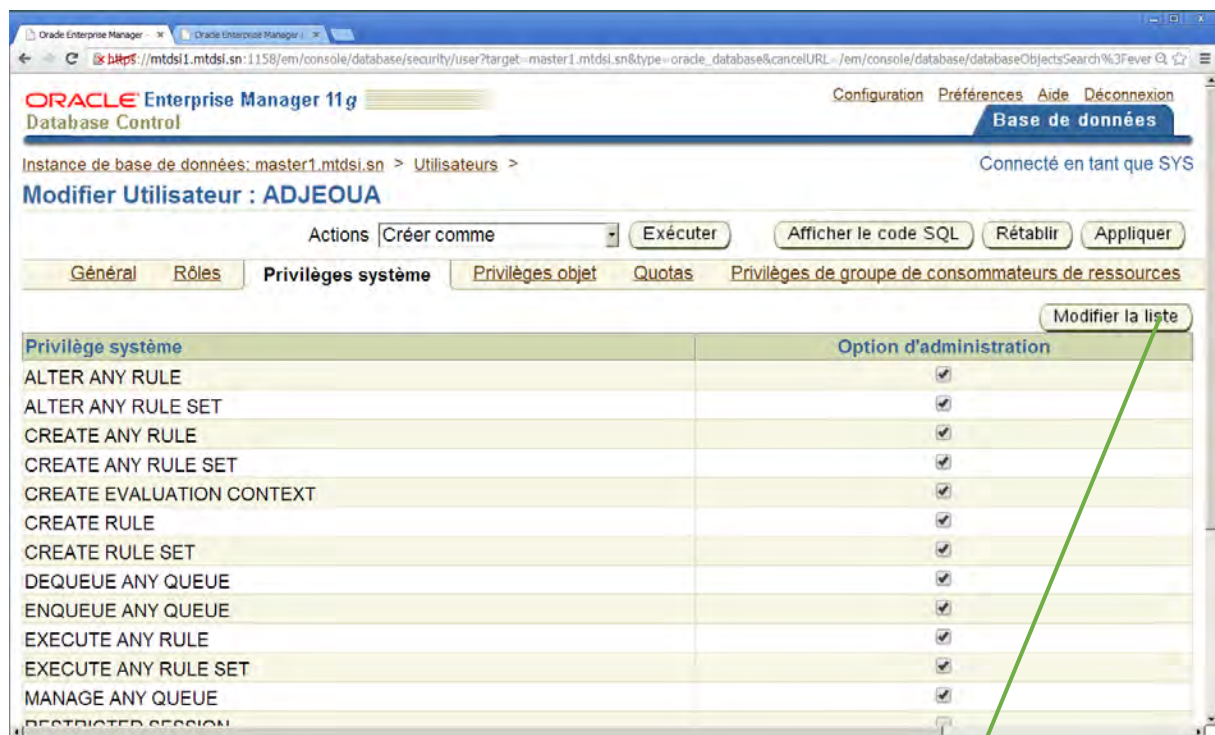 Oracle Enterprise Manager - Oracle Enterprise Manager
https://mtdsi1.mtdsi.sn:1158/em/console/database/security/user?target=master1.mtdsi.sn&type=oracle_database&cancelURL=/em/console/database/databaseObjectsSearch%3Fever
ORACLE Enterprise Manager 11g Configuration Préférences Aide Déconnexion
Database Control Base de données
Instance de base de données: master1.mtdsi.sn > Utilisateurs > Connecté en tant que SYS
Modifier Utilisateur : ADJEOUA
Actions Créer comme Exécuter Afficher le code SQL Rétablir Appliquer
Général Rôles Privilèges système Privilèges objet Quotas Privilèges de groupe de consommateurs de ressources
Modifier la liste
Privilège système Option d'administration
ALTER ANY RULE
ALTER ANY RULE SET
CREATE ANY RULE
CREATE ANY RULE SET
CREATE EVALUATION CONTEXT
CREATE RULE
CREATE RULE SET
DEQUEUE ANY QUEUE
ENQUEUE ANY QUEUE
EXECUTE ANY RULE
EXECUTE ANY RULE SET
MANAGE ANY QUEUE
RESTRICTED SESSION